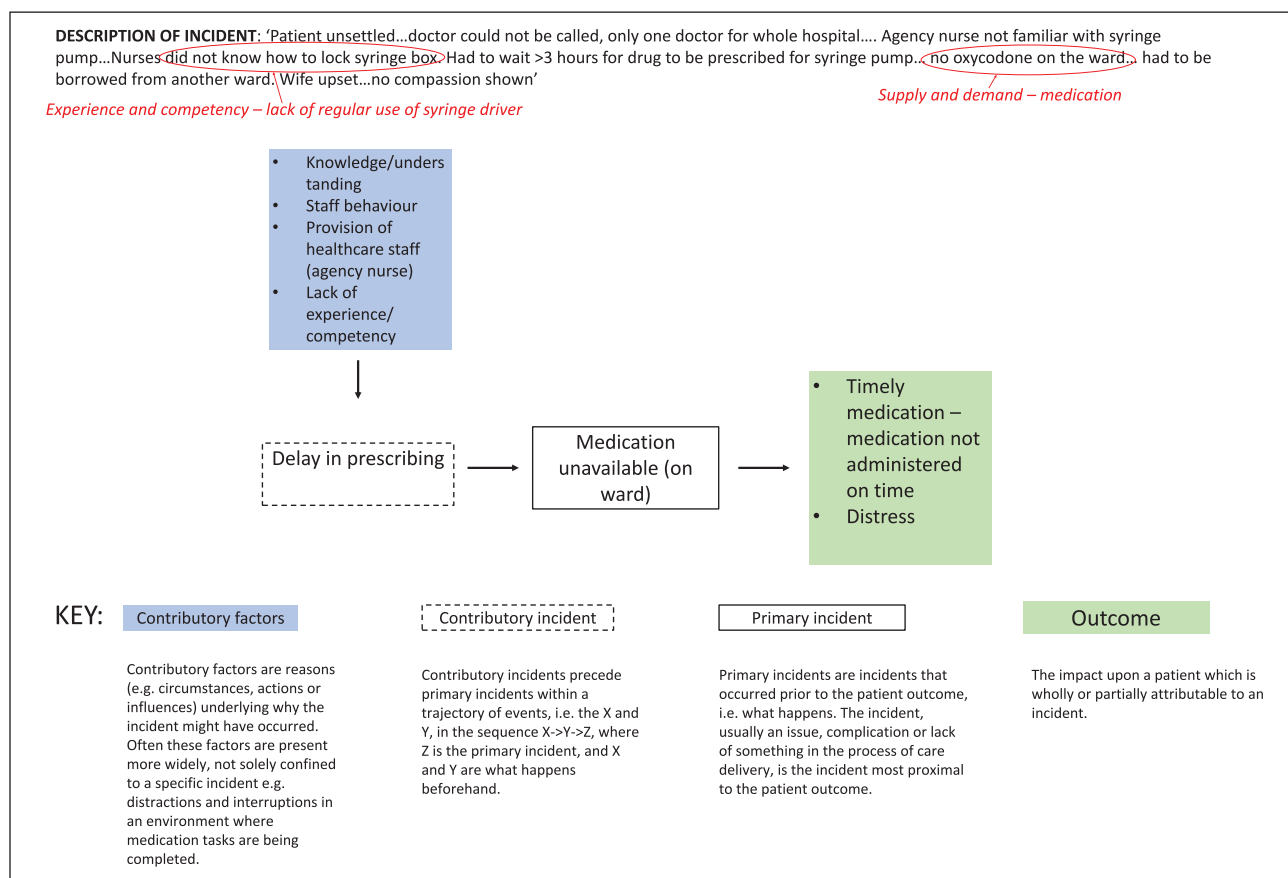 DESCRIPTION OF INCIDENT: ‘Patient unsettled…doctor could not be called, only one doctor for whole hospital…. Agency nurse not familiar with syringe
pump…Nurses did not know how to lock syringe box. Had to wait >3 hours for drug to be prescribed for syringe pump… no oxycodone on the ward… had to be
borrowed from another ward. Wife upset…no compassion shown’
Experience and competency – lack of regular use of syringe driver
Supply and demand – medication
• Knowledge/unders
tanding
• Staff behaviour
• Provision of
healthcare staff
(agency nurse)
• Lack of
experience/
competency
Delay in prescribing
Medication
unavailable (on
ward)
• Timely
medication –
medication not
administered
on time
• Distress
KEY:
Contributory factors
Contributory factors are reasons
(e.g. circumstances, actions or
influences) underlying why the
incident might have occurred.
Often these factors are present
more widely, not solely confined
to a specific incident e.g.
distractions and interruptions in
an environment where
medication tasks are being
completed.
Contributory incident
Contributory incidents precede
primary incidents within a
trajectory of events, i.e. the X and
Y, in the sequence X->Y->Z, where
Z is the primary incident, and X
and Y are what happens
beforehand.
Primary incident
Primary incidents are incidents that
occurred prior to the patient outcome,
i.e. what happens. The incident,
usually an issue, complication or lack
of something in the process of care
delivery, is the incident most proximal
to the patient outcome.
Outcome
The impact upon a patient which is
wholly or partially attributable to an
incident.